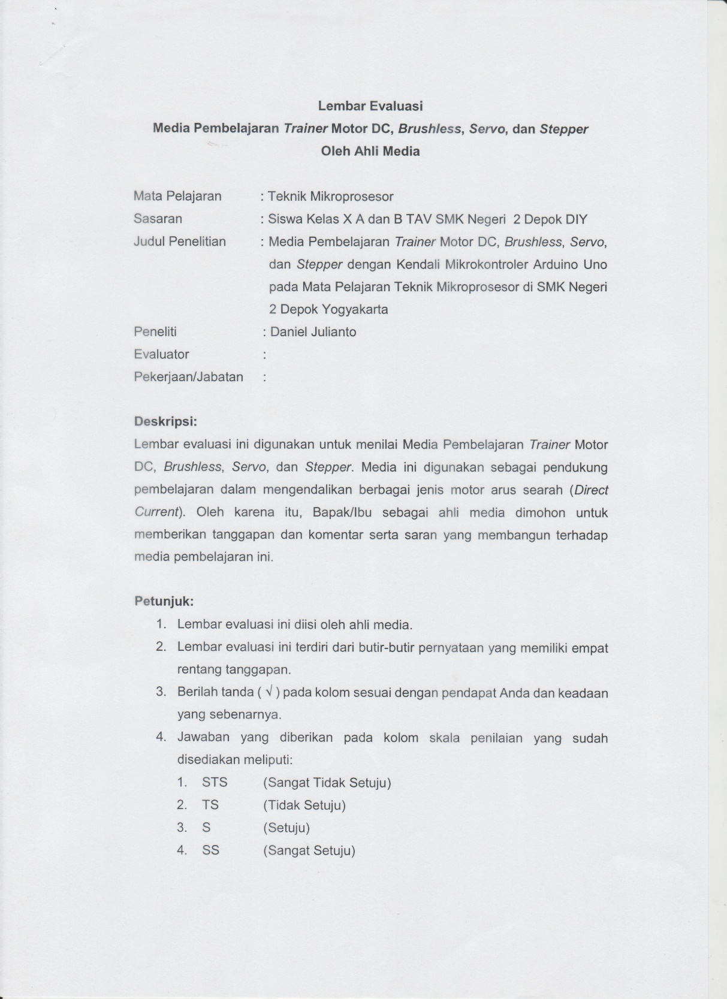 Lembar Evaluasi
Media Pembelajaran Trainer Motor DC, Brushless, Servo, dan Stepper
Oleh Ahli Media
Mata Pelajaran : Teknik Mikroprosesor
Sasaran : Siswa Kelas X A dan B TAV SMK Negeri 2 Depok DIY
Judul Penelitian : Media Pembelajaran Trainer Motor DC, Brushless, Servo,
dan Stepper dengan Kendali Mikrokontroler Arduino Uno
pada Mata Pelajaran Teknik Mikroprosesor di SMK Negeri
2 Depok Yogyakarta
Peneliti : Daniel Julianto
Evaluator :
Pekerjaan/Jabatan :
Deskripsi:
Lembar evaluasi ini digunakan untuk menilai Media Pembelajaran Trainer Motor
DC, Brushless, Servo, dan Stepper. Media ini digunakan sebagai pendukung
pembelajaran dalam mengendalikan berbagai jenis motor arus searah (Direct
Current). Oleh karena itu, Bapak/Ibu sebagai ahli media dimohon untuk
memberikan tanggapan dan komentar serta saran yang membangun terhadap
media pembelajaran ini.
Petunjuk:
1. Lembar evaluasi ini diisi oleh ahli media.
2. Lembar evaluasi ini terdiri dari butir-butir pernyataan yang memiliki empat
rentang tanggapan.
3. Berilah tanda ( √ ) pada kolom sesuai dengan pendapat Anda dan keadaan
yang sebenarnya.
4. Jawaban yang diberikan pada kolom skala penilaian yang sudah
disediakan meliputi:
1. STS (Sangat Tidak Setuju)
2. TS (Tidak Setuju)
3. S (Setuju)
4. SS (Sangat Setuju)